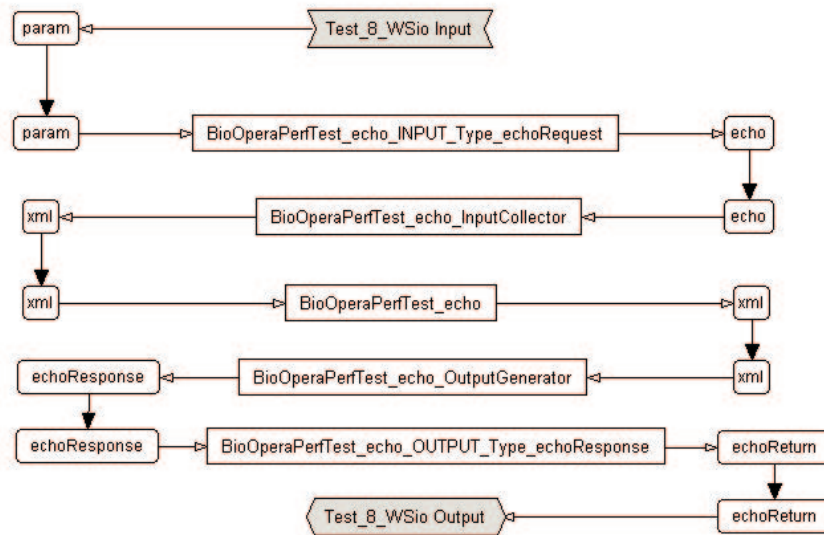 param Test_8_WSio Input
param BioOperaPerfTest_echo_INPUT_Type_echoRequest echo
xml BioOperaPerfTest_echo_InputCollector echo
xml BioOperaPerfTest_echo xml
echoResponse BioOperaPerfTest_echo_OutputGenerator xml
echoResponse BioOperaPerfTest_echo_OUTPUT_Type_echoResponse echoReturn
Test_8_WSio Output echoReturn